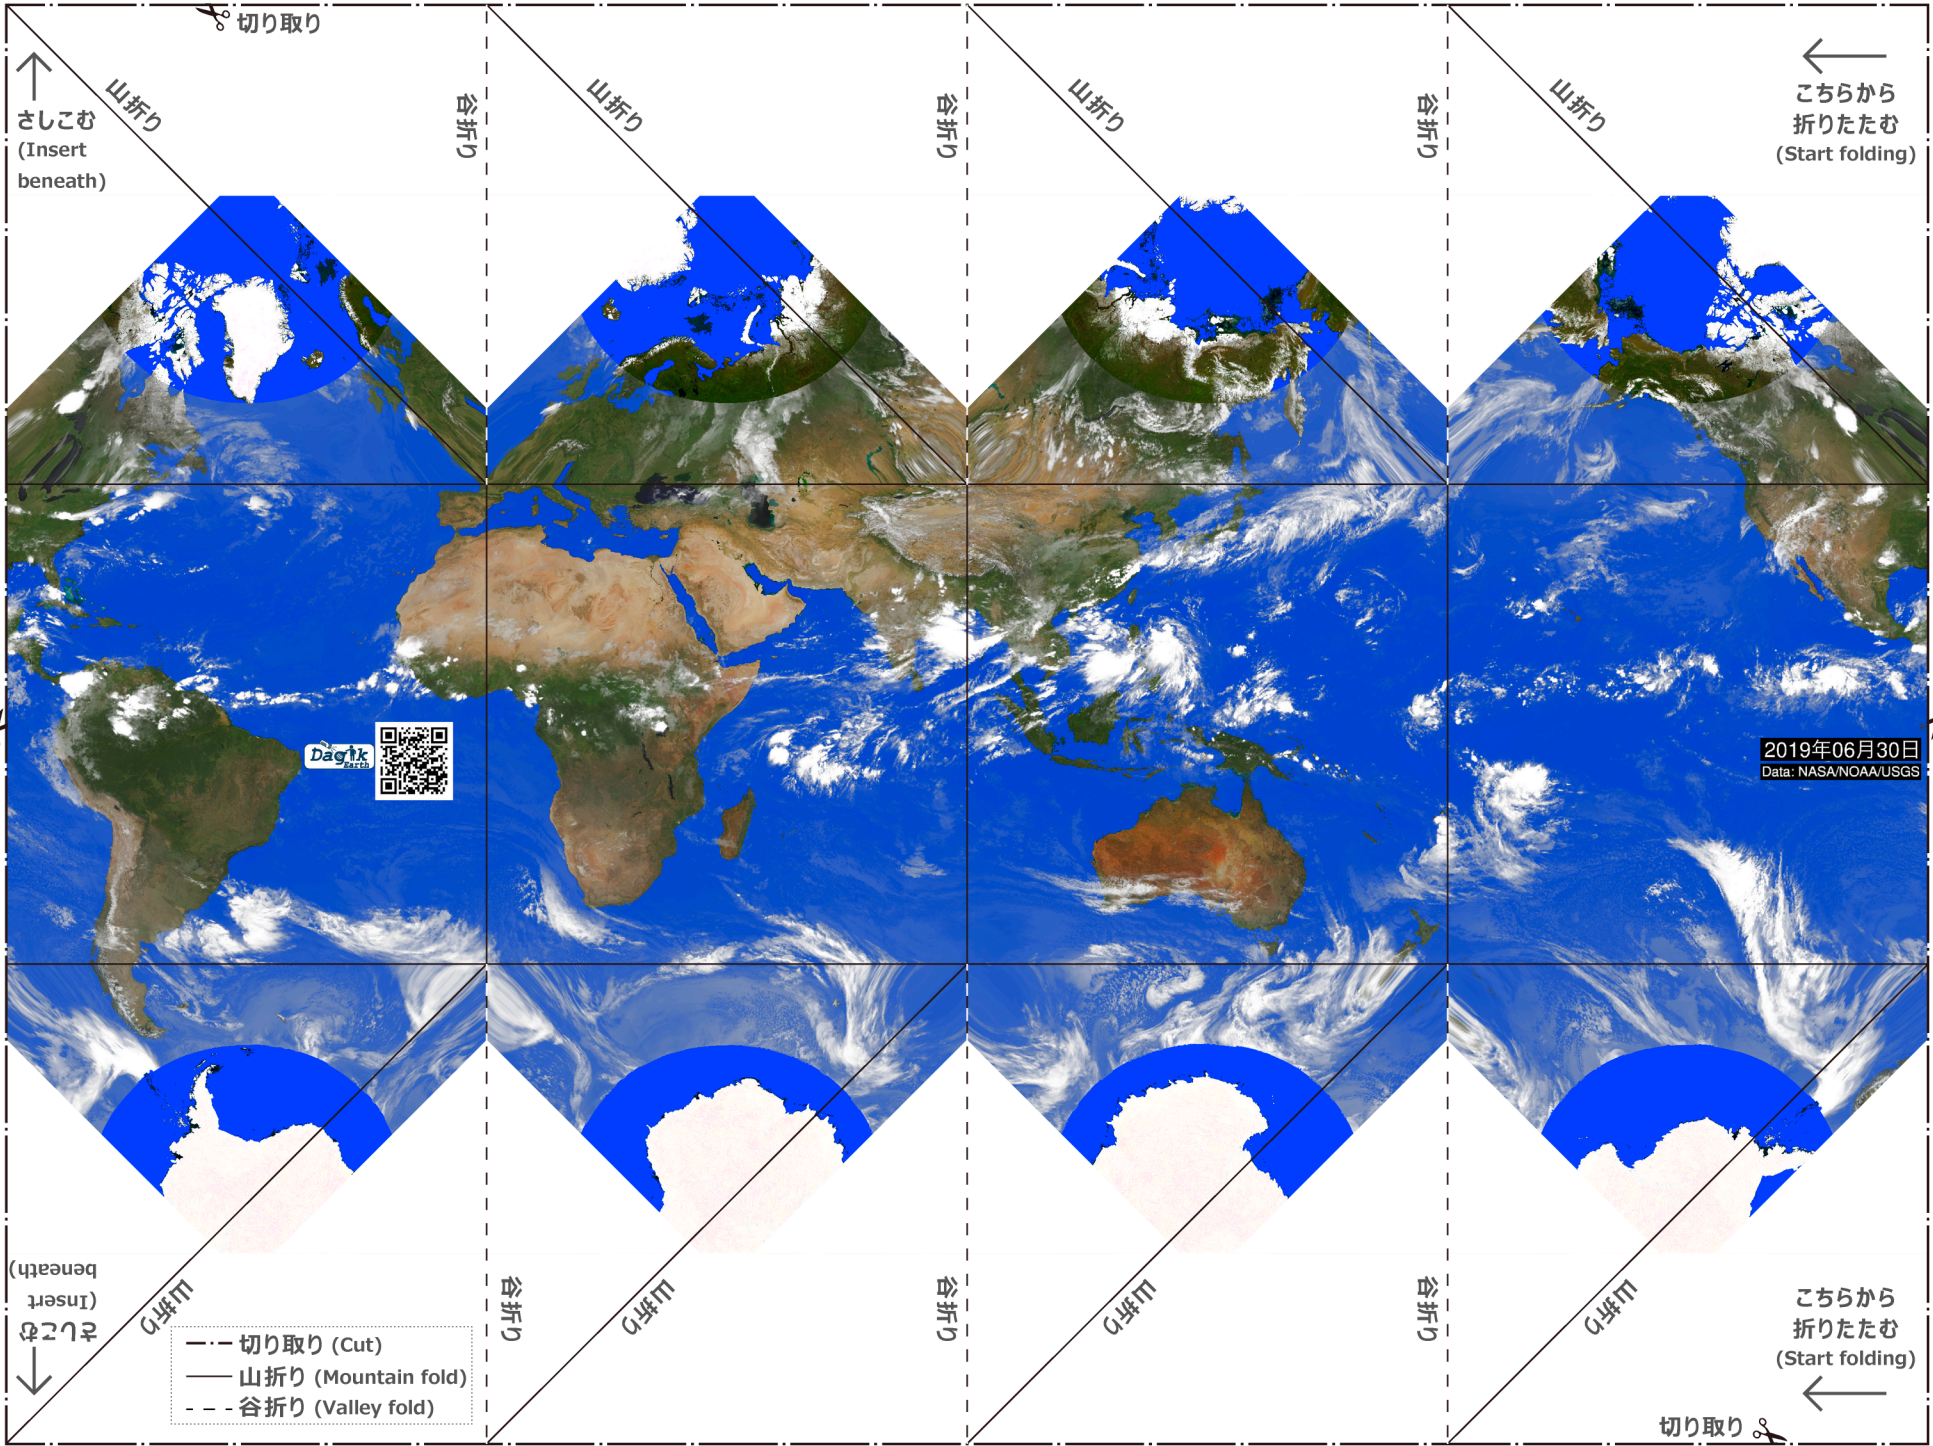 切り取り
山折り
谷折り
山折り
谷折り
山折り
谷折り
山折り
さしこむ
(Insert
beneath)
こちらから
折りたたむ
(Start folding)
Dagik
Earth
2019年06月30日
Data: NASA/NOAA/USGS
さしこむ
(Insert
beneath)
山折り
谷折り
山折り
谷折り
山折り
谷折り
山折り
こちらから
折りたたむ
(Start folding)
切り取り (Cut)
山折り (Mountain fold)
谷折り (Valley fold)
切り取り